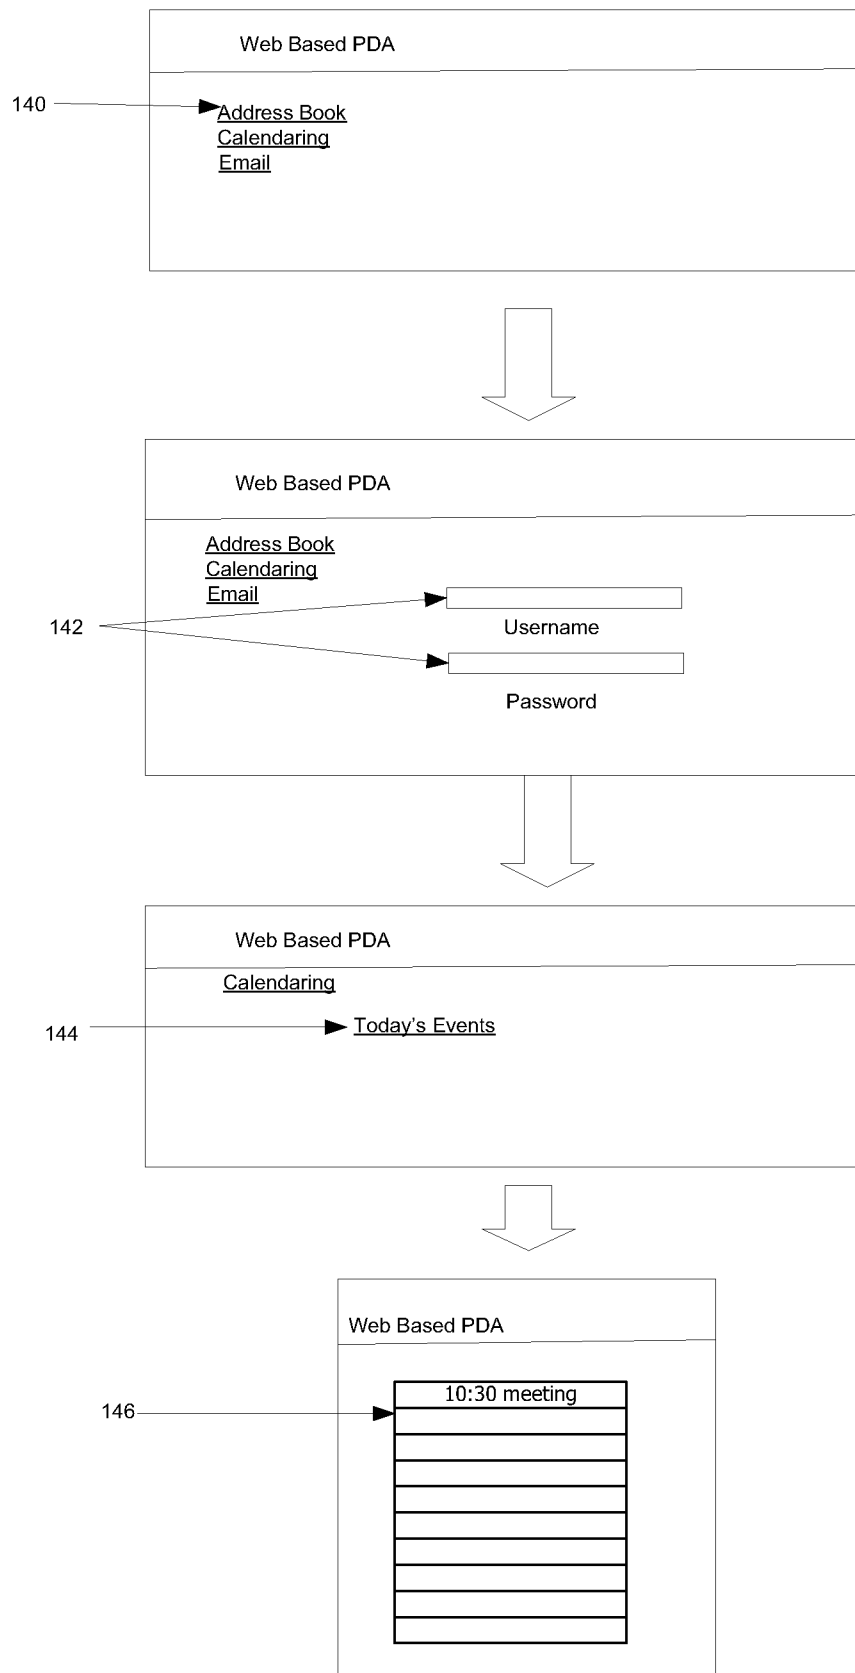 Web Based PDA
140
Address Book
Calendaring
Email
Web Based PDA
Address Book
Calendaring
Email
142
Username
Password
Web Based PDA
Calendaring
144
Today's Events
Web Based PDA
10:30 meeting
146